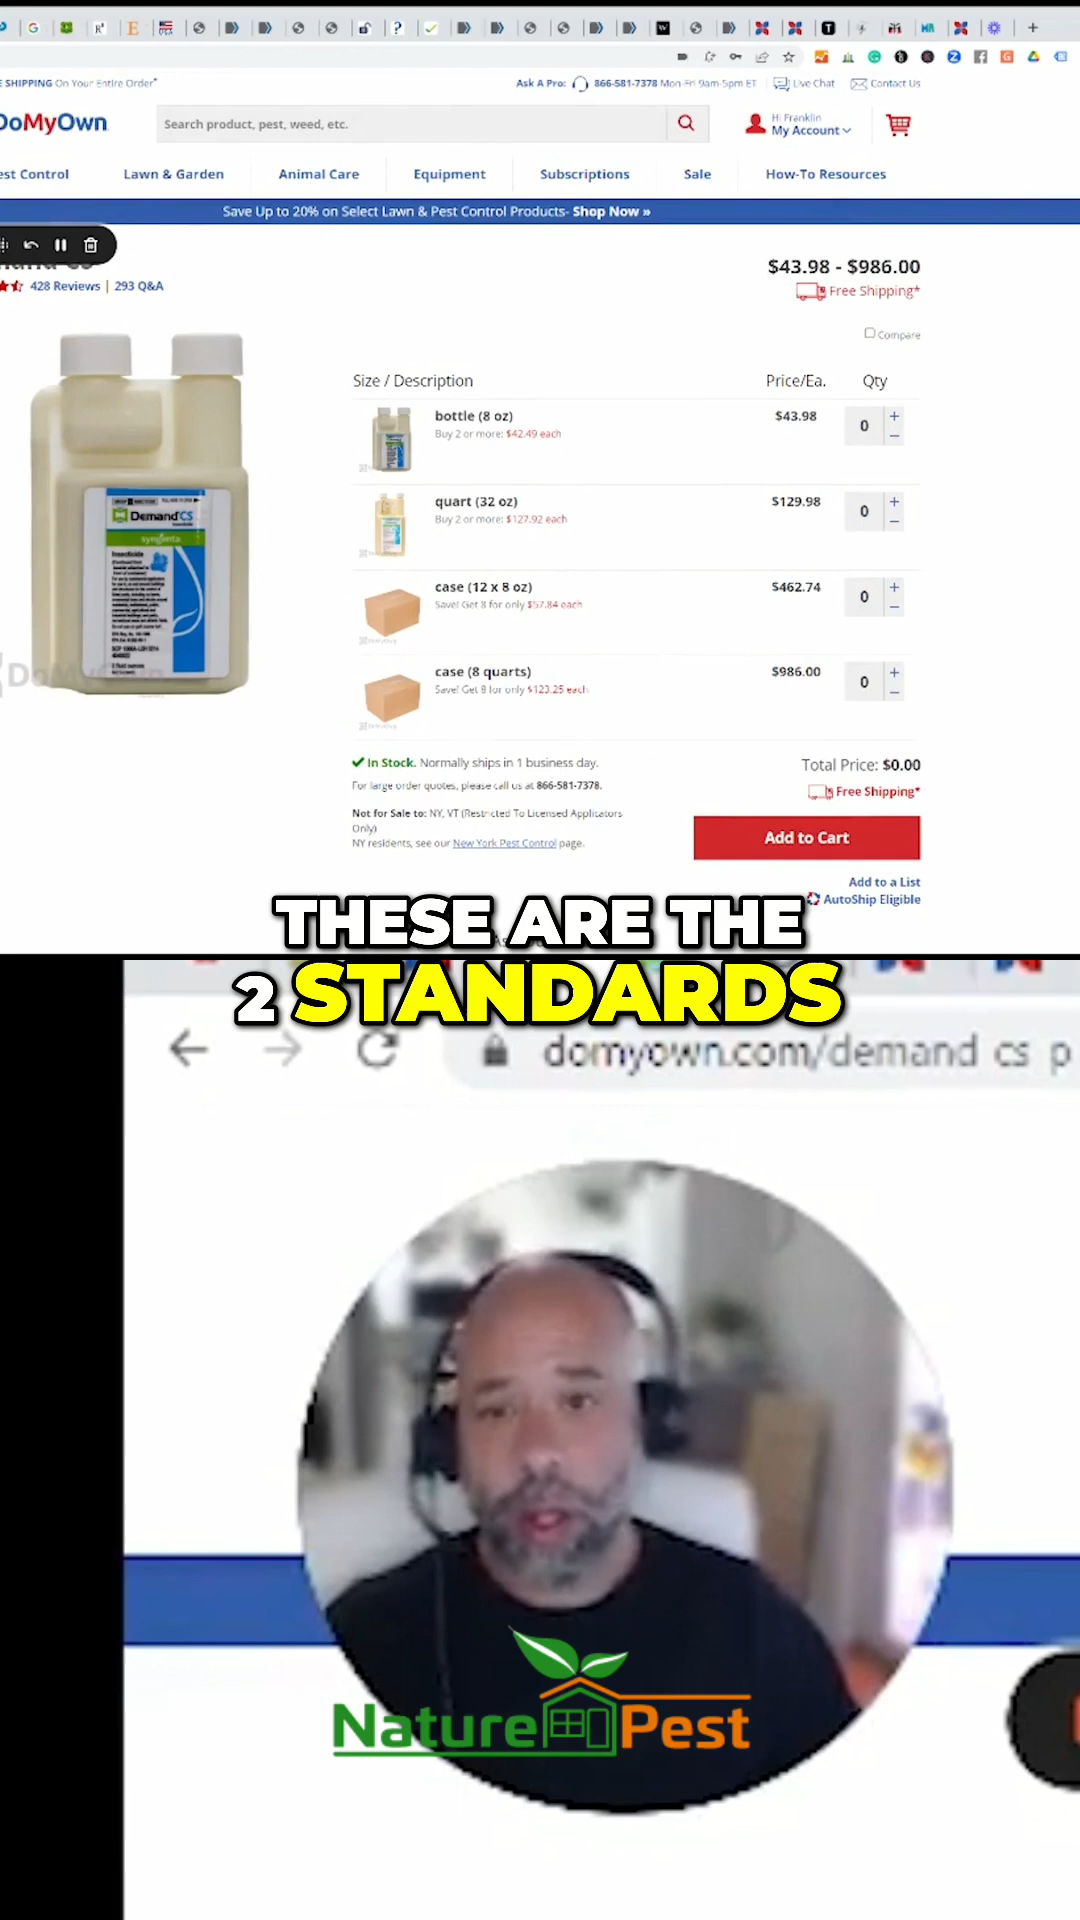 SHIPPING On Your Entire Order*
Ask A Pro: 866-581-7378 Mon-Fri 9am-5pm ET
Live Chat
Contact Us
DoMyOwn
Search product, pest, weed, etc.
Hi Franklin
My Account
est Control
Lawn & Garden
Animal Care
Equipment
Subscriptions
Sale
How-To Resources
Save Up to 20% on Select Lawn & Pest Control Products- Shop Now »
428 Reviews | 293 Q&A
$43.98 - $986.00
Free Shipping*
Compare
Size / Description
Price/Ea.
Qty
bottle (8 oz)
Buy 2 or more: $42.49 each
$43.98
0
quart (32 oz)
Buy 2 or more: $127.92 each
$129.98
0
case (12 x 8 oz)
Save! Get 8 for only $57.84 each
$462.74
0
case (8 quarts)
Save! Get 8 for only $123.25 each
$986.00
0
Demand CS
syngenta
Insecticide
In Stock. Normally ships in 1 business day.
For large order quotes, please call us at 866-581-7378.
Not for Sale to: NY, VT (Restricted To Licensed Applicators
Only)
NY residents, see our New York Pest Control page.
Total Price: $0.00
Free Shipping*
Add to Cart
Add to a List
AutoShip Eligible
THESE ARE THE
2 STANDARDS
domyown.com/demand cs p
Nature Pest